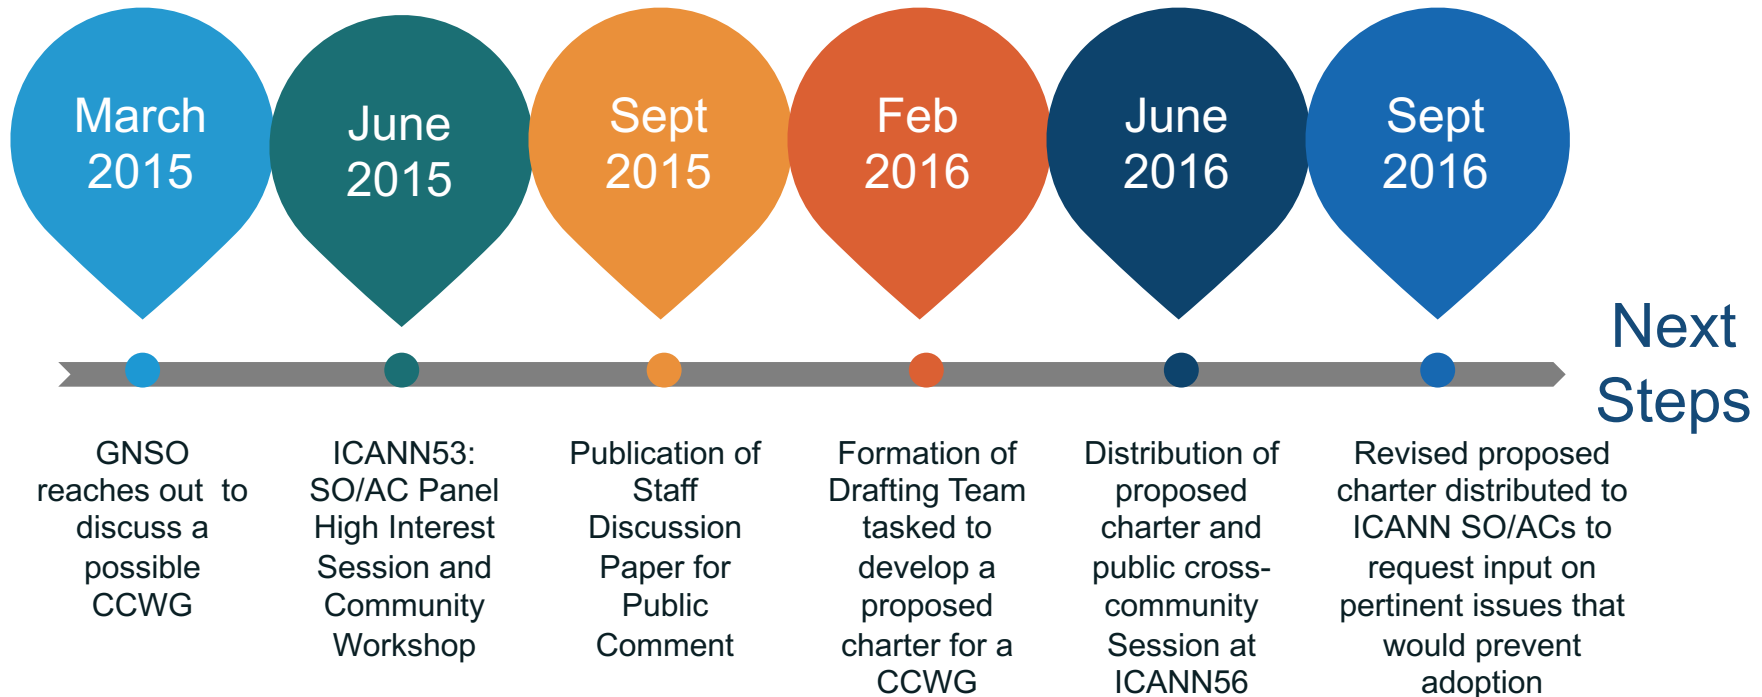 March
2015
June
2015
Sept
2015
Feb
2016
June
2016
Sept
2016
Next
Steps
GNSO
reaches out to
discuss a
possible
CCWG
ICANN53:
SO/AC Panel
High Interest
Session and
Community
Workshop
Publication of
Staff
Discussion
Paper for
Public
Comment
Formation of
Drafting Team
tasked to
develop a
proposed
charter for a
CCWG
Distribution of
proposed
charter and
public cross-
community
Session at
ICANN56
Revised proposed
charter distributed to
ICANN SO/ACs to
request input on
pertinent issues that
would prevent
adoption